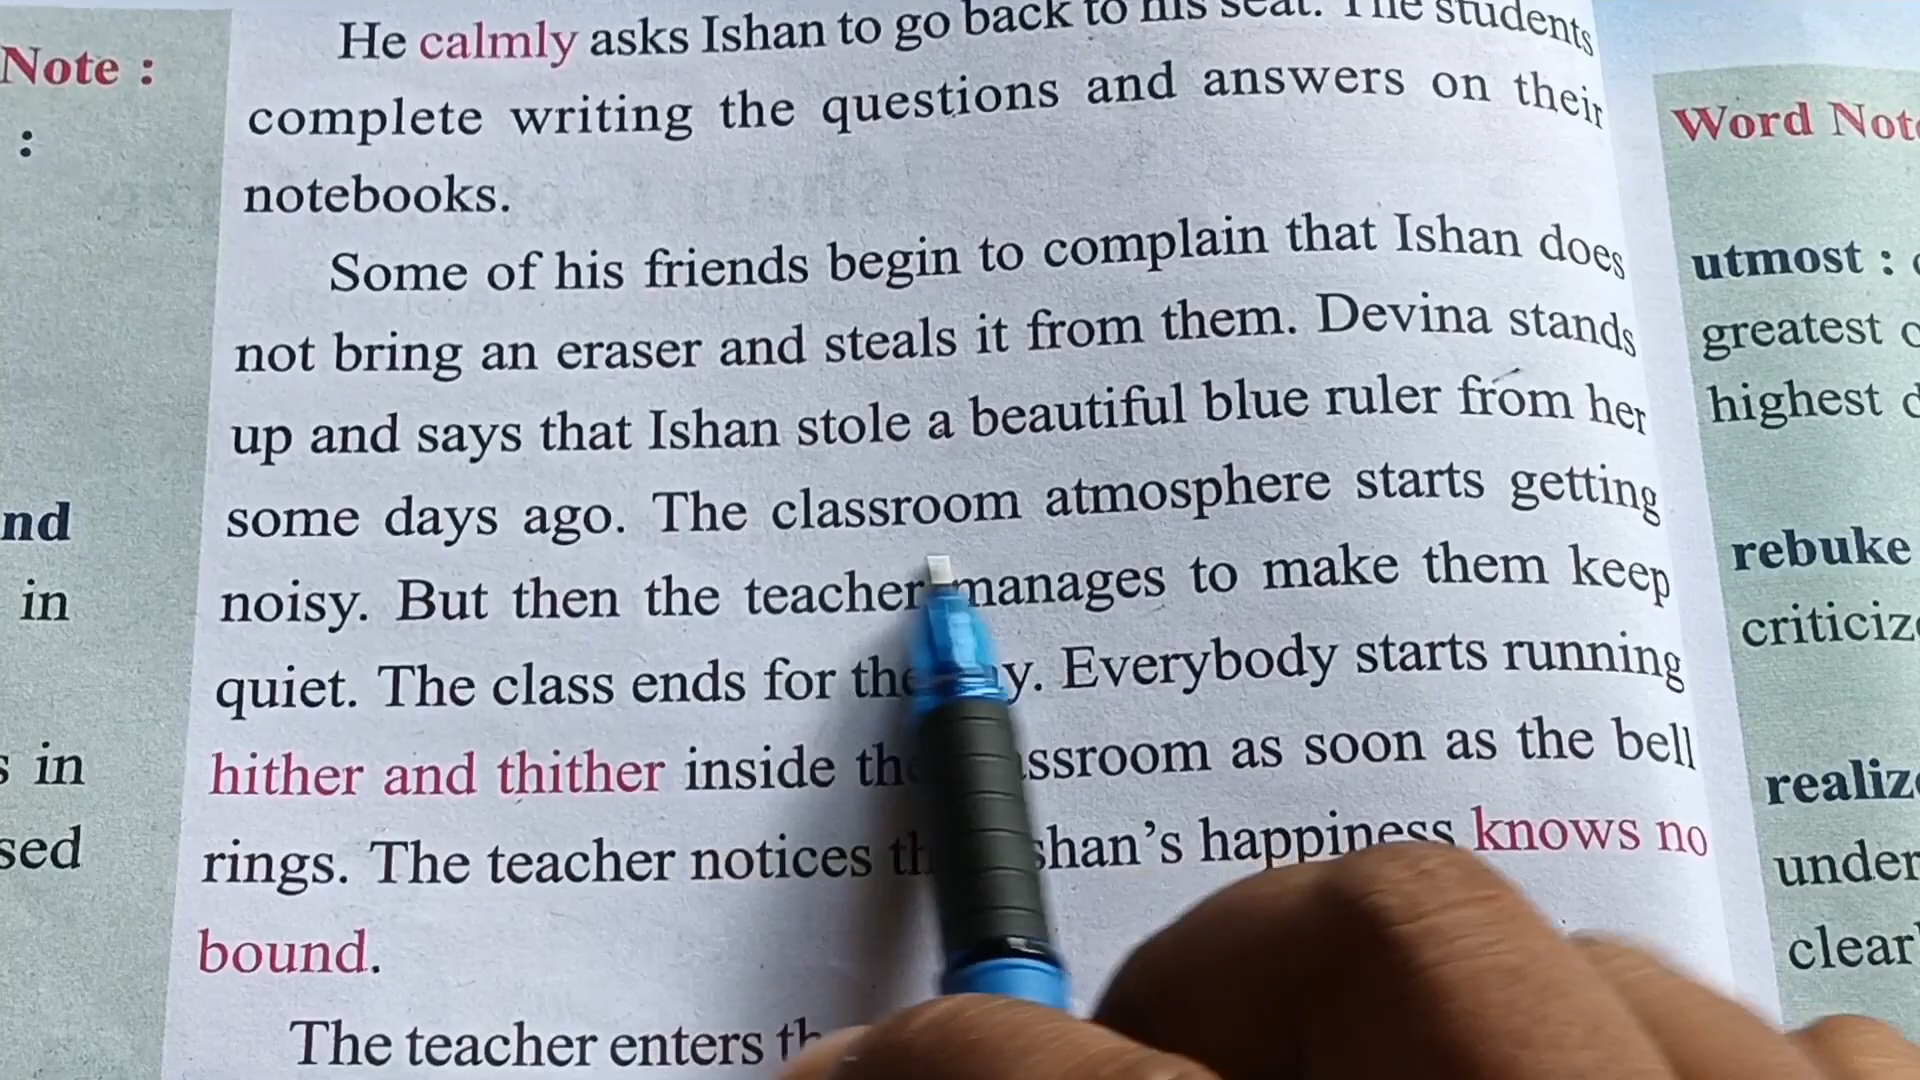 Note :
:
nd
in
s in
sed
He calmly asks Ishan to go back to his seat. The students
complete writing the questions and answers on their
notebooks.
Some of his friends begin to complain that Ishan does
not bring an eraser and steals it from them. Devina stands
up and says that Ishan stole a beautiful blue ruler from her
some days ago. The classroom atmosphere starts getting
noisy. But then the teacher manages to make them keep
quiet. The class ends for the y. Everybody starts running
hither and thither inside th ssroom as soon as the bell
rings. The teacher notices th shan's happiness knows no
bound.
The teacher enters th
Word Note
utmost :
greatest
highest
rebuke
criticize
realize
under
clear